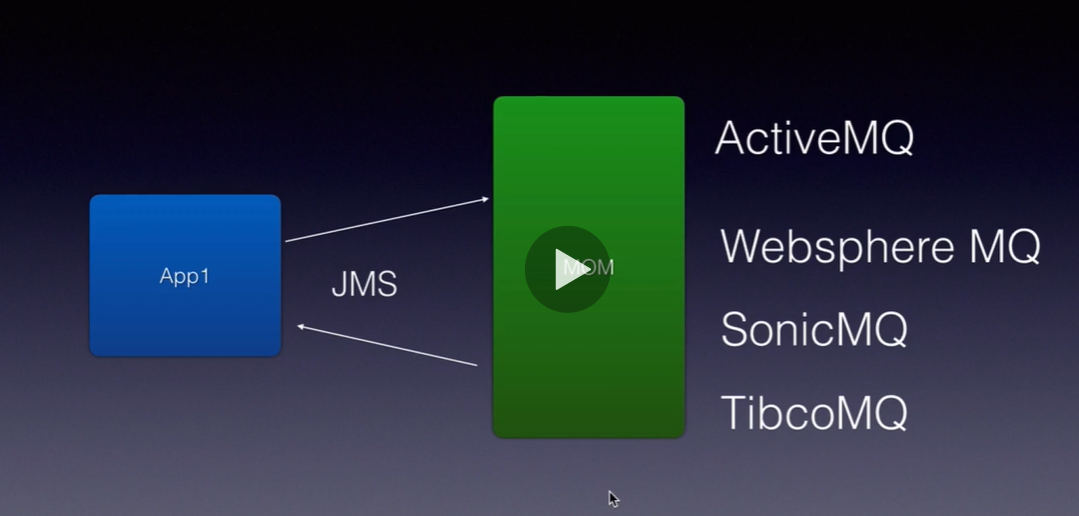 App1
JMS
MOM
ActiveMQ
Websphere MQ
SonicMQ
TibcoMQ